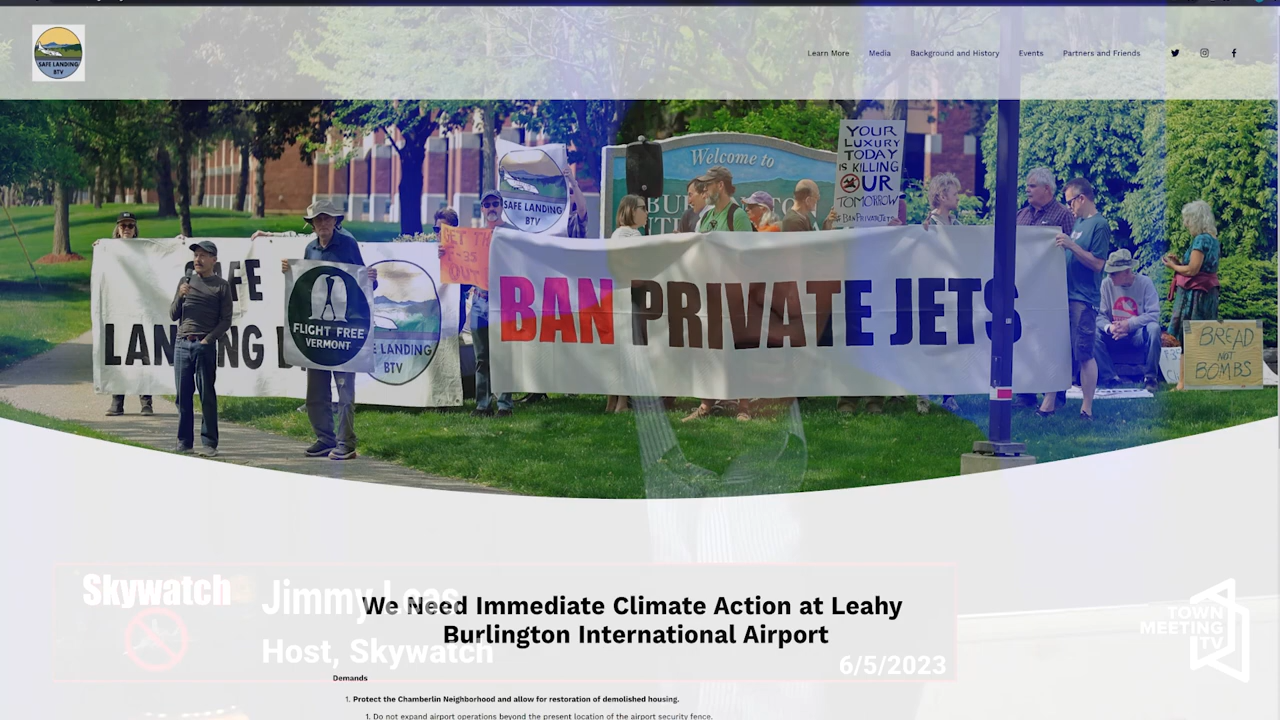 SAFE LANDING
BTV
Learn More
Media
Background and History
Events
Partners and Friends
Welcome to
YOUR
LUXURY
TODAY
IS KILLING
OUR
TOMORROW
#BANPRIVATEJETS
SAFE LANDING
BTV
FLIGHT FREE
VERMONT
LANDING
BTV
BAN PRIVATE JETS
BREAD
NOT
BOMBS
Skywatch
Jimmy
Host, Skywatch
6/5/2023
TOWN
MEETING
TV
We Need Immediate Climate Action at Leahy
Burlington International Airport
Demands
1. Protect the Chamberlin Neighborhood and allow for restoration of demolished housing.
1. Do not expand airport operations beyond the present location of the airport security fence.